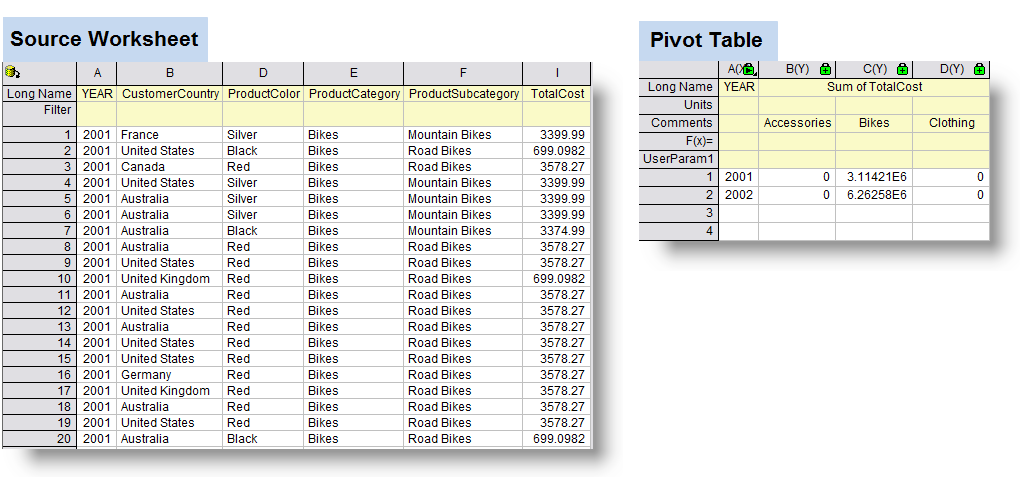 Source Worksheet
A B D E F I
Long Name YEAR CustomerCountry ProductColor ProductCategory ProductSubcategory TotalCost
Filter
1 2001 France Silver Bikes Mountain Bikes 3399.99
2 2001 United States Black Bikes Road Bikes 699.0982
3 2001 Canada Red Bikes Road Bikes 3578.27
4 2001 United States Silver Bikes Mountain Bikes 3399.99
5 2001 Australia Silver Bikes Mountain Bikes 3399.99
6 2001 Australia Silver Bikes Mountain Bikes 3399.99
7 2001 Australia Black Bikes Mountain Bikes 3374.99
8 2001 Australia Red Bikes Road Bikes 3578.27
9 2001 United States Red Bikes Road Bikes 3578.27
10 2001 United Kingdom Red Bikes Road Bikes 699.0982
11 2001 Australia Red Bikes Road Bikes 3578.27
12 2001 United States Red Bikes Road Bikes 3578.27
13 2001 Australia Red Bikes Road Bikes 3578.27
14 2001 United States Red Bikes Road Bikes 3578.27
15 2001 United States Red Bikes Road Bikes 3578.27
16 2001 Germany Red Bikes Road Bikes 3578.27
17 2001 United Kingdom Red Bikes Road Bikes 3578.27
18 2001 Australia Red Bikes Road Bikes 3578.27
19 2001 United States Red Bikes Road Bikes 3578.27
20 2001 Australia Black Bikes Road Bikes 699.0982
Pivot Table
B(Y) C(Y) D(Y)
Long Name YEAR Sum of TotalCost
Units
Comments Accessories Bikes Clothing
F(x)=
UserParam1
1 2001 0 3.11421E6 0
2 2002 0 6.26258E6 0
3
4